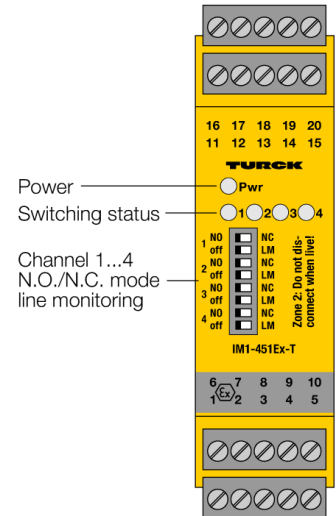 16 17 18 19 20
11 12 13 14 15
TURCK
Power
Pwr
Switching status
1 2 3 4
Channel 1...4
N.O./N.C. mode
line monitoring
1 NO NC
off LM
2 NO NC
off LM
3 NO NC
off LM
4 NO NC
off LM
Zone 2: Do not dis-
connect when live!
IM1-451Ex-T
6 7 8 9 10
Ex
1 2 3 4 5